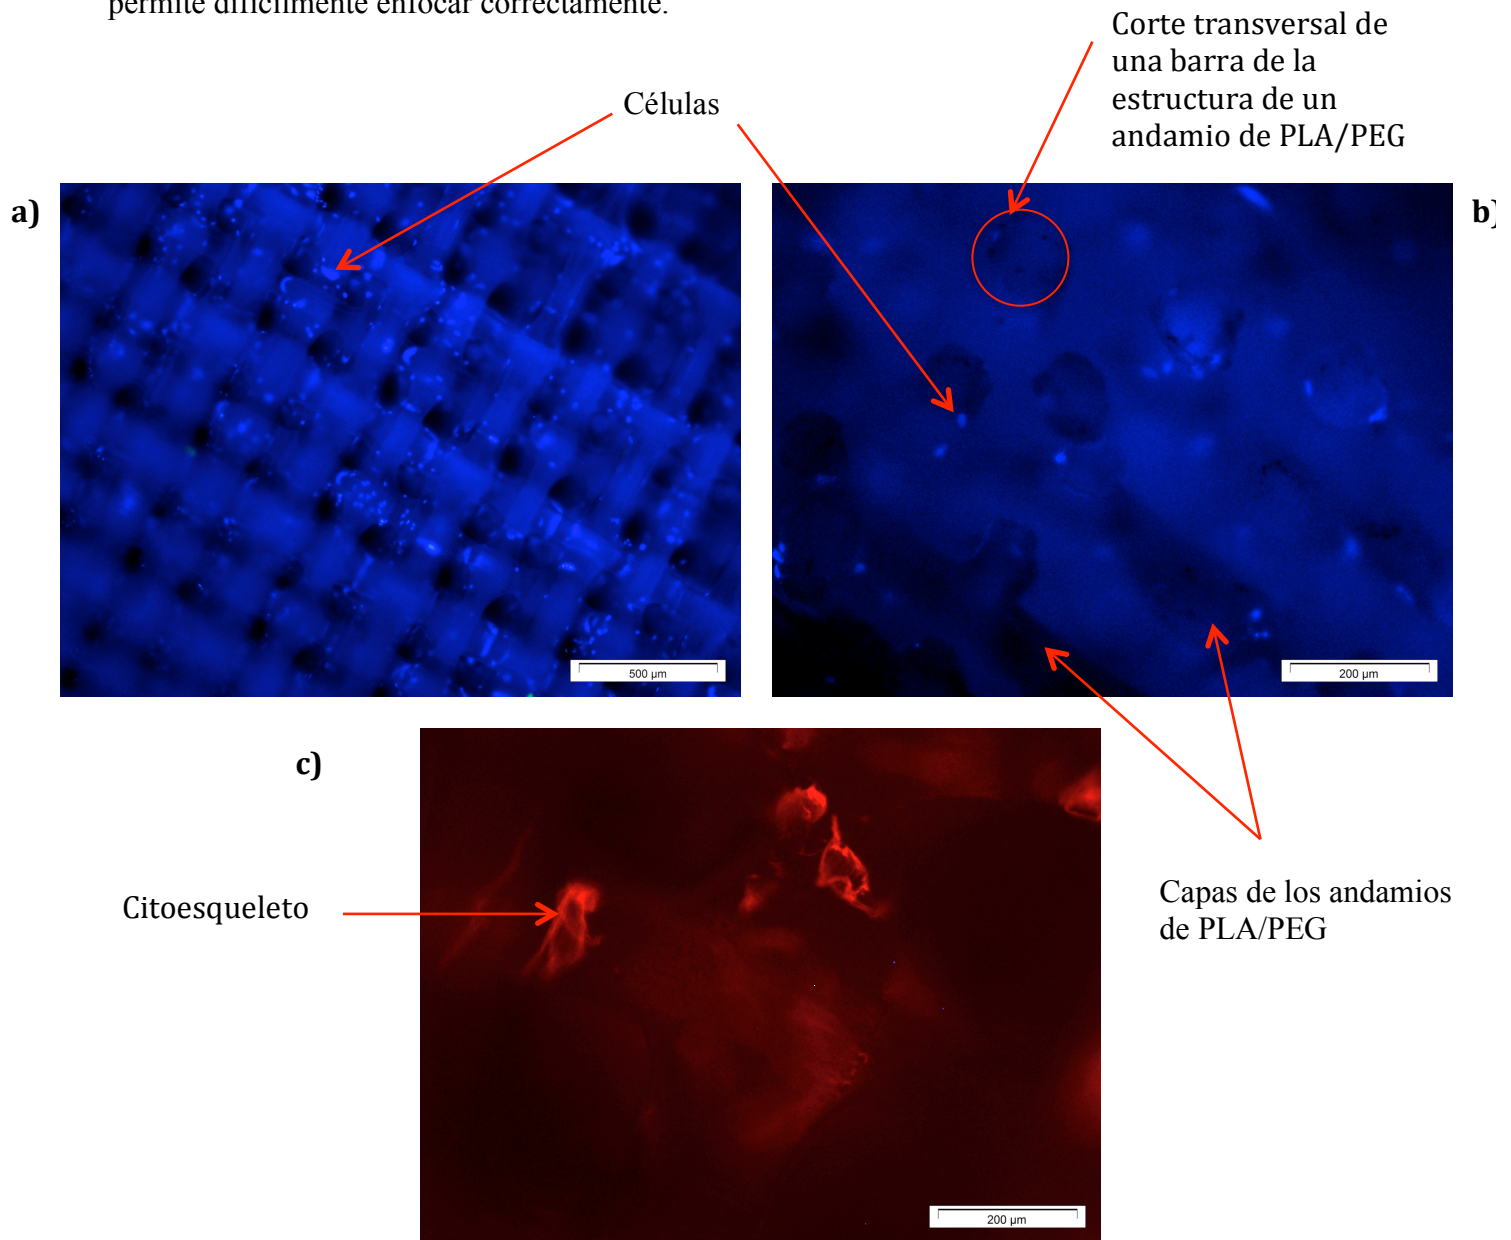 permite difícilmente enfocar correctamente.
Corte transversal de
una barra de la
estructura de un
andamio de PLA/PEG
Células
a)
b)
500 µm
200 µm
c)
Citoesqueleto
Capas de los andamios
de PLA/PEG
200 µm